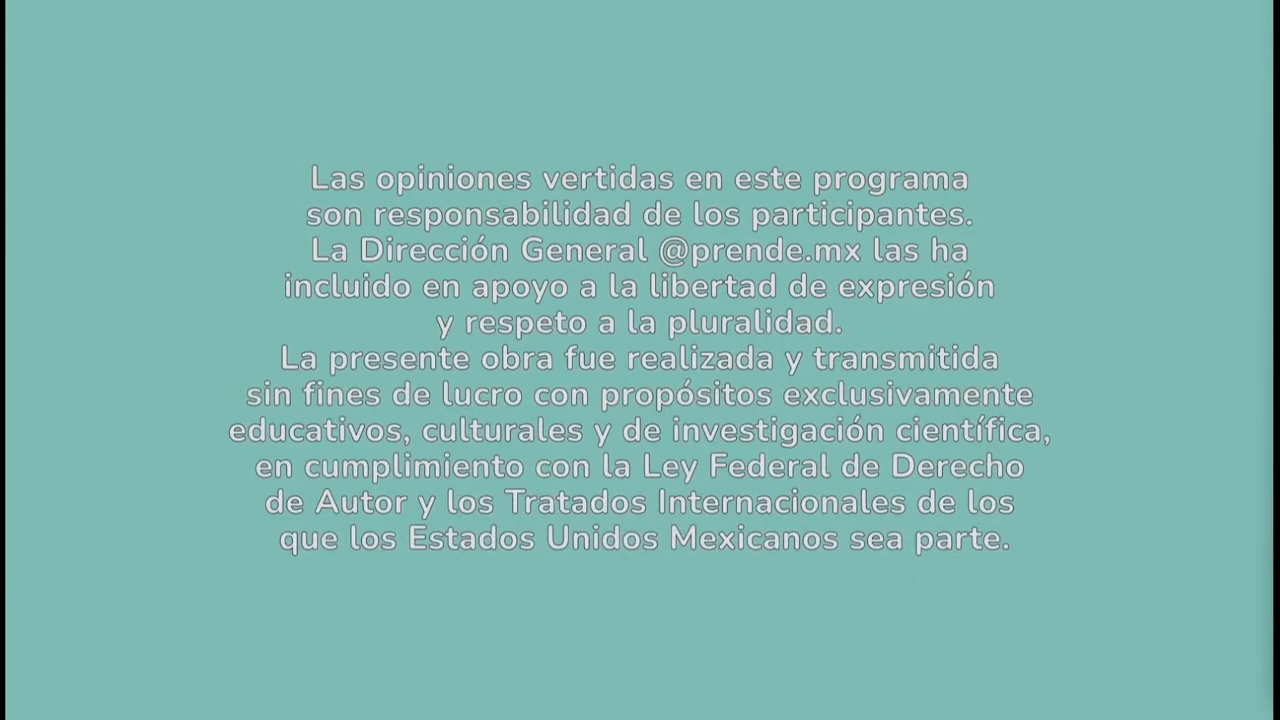 Las opiniones vertidas en este programa
son responsabilidad de los participantes.
La Dirección General @prende.mx las ha
incluido en apoyo a la libertad de expresión
y respeto a la pluralidad.
La presente obra fue realizada y transmitida
sin fines de lucro con propósitos exclusivamente
educativos, culturales y de investigación científica,
en cumplimiento con la Ley Federal de Derecho
de Autor y los Tratados Internacionales de los
que los Estados Unidos Mexicanos sea parte.